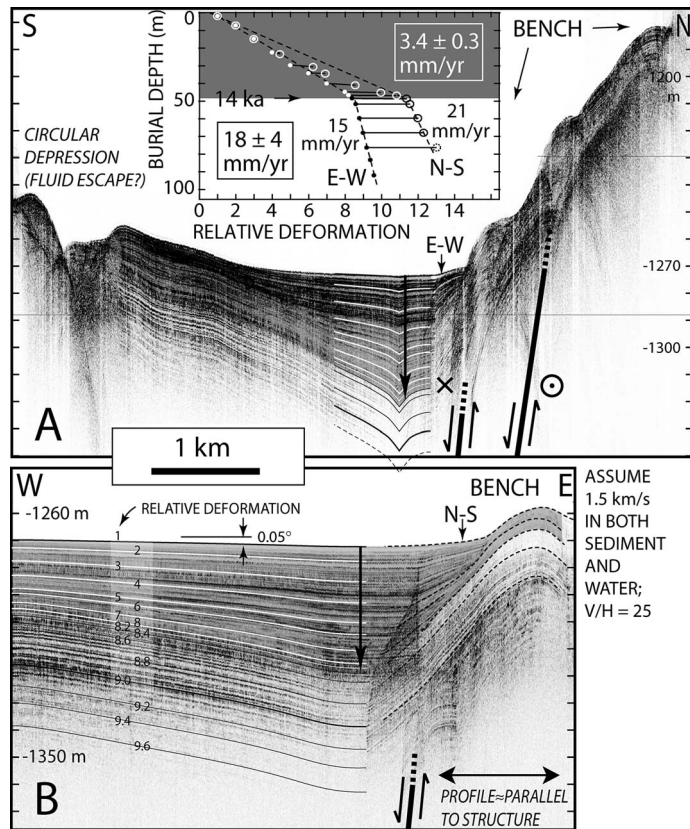 S
N
BENCH
0
50
100
BURIAL DEPTH (m)
14 ka
3.4 ± 0.3
mm/yr
18 ± 4
mm/yr
15
mm/yr
21
mm/yr
E-W
N-S
0 2 4 6 8 10 12 14
RELATIVE DEFORMATION
CIRCULAR
DEPRESSION
(FLUID ESCAPE?)
E-W
-1200
m
-1270
-1300
A
1 km
W
E
BENCH
-1260 m
RELATIVE DEFORMATION
0.05°
N-S
1
2
3
4
5
6
7
8
8.2
8.4
8.6
8.8
9.0
9.2
9.4
9.6
-1350 m
B
PROFILE≈PARALLEL
TO STRUCTURE
ASSUME
1.5 km/s
IN BOTH
SEDIMENT
AND
WATER;
V/H = 25